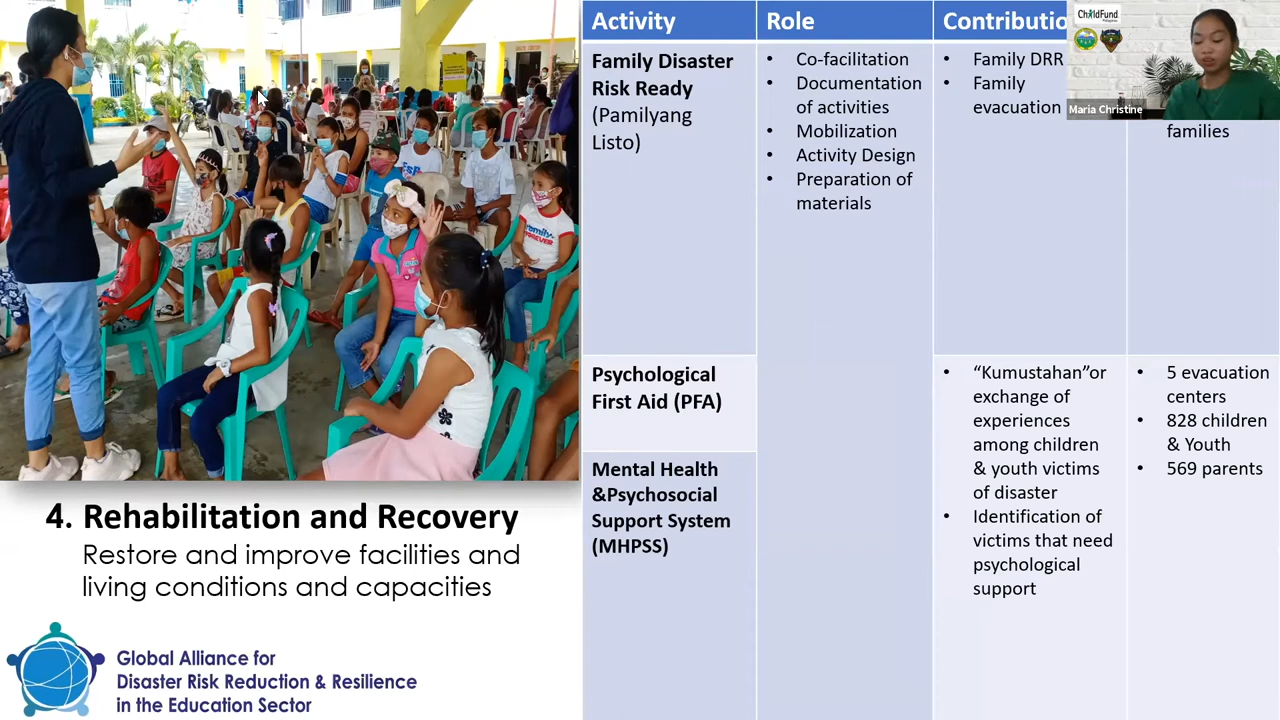 Activity
Role
Contributio
Family Disaster
Risk Ready
(Pamilyang
Listo)
• Co-facilitation
• Documentation
of activities
• Mobilization
• Activity Design
• Preparation of
materials
• Family DRR
• Family
evacuation
families
Psychological
First Aid (PFA)
• “Kumustahan”or
exchange of
experiences
among children
& youth victims
of disaster
• Identification of
victims that need
psychological
support
• 5 evacuation
centers
• 828 children
& Youth
• 569 parents
Mental Health
&Psychosocial
Support System
(MHPSS)
ChildFund
Maria Christine
Family
FOREVER
4. Rehabilitation and Recovery
Restore and improve facilities and
living conditions and capacities
Global Alliance for
Disaster Risk Reduction & Resilience
in the Education Sector